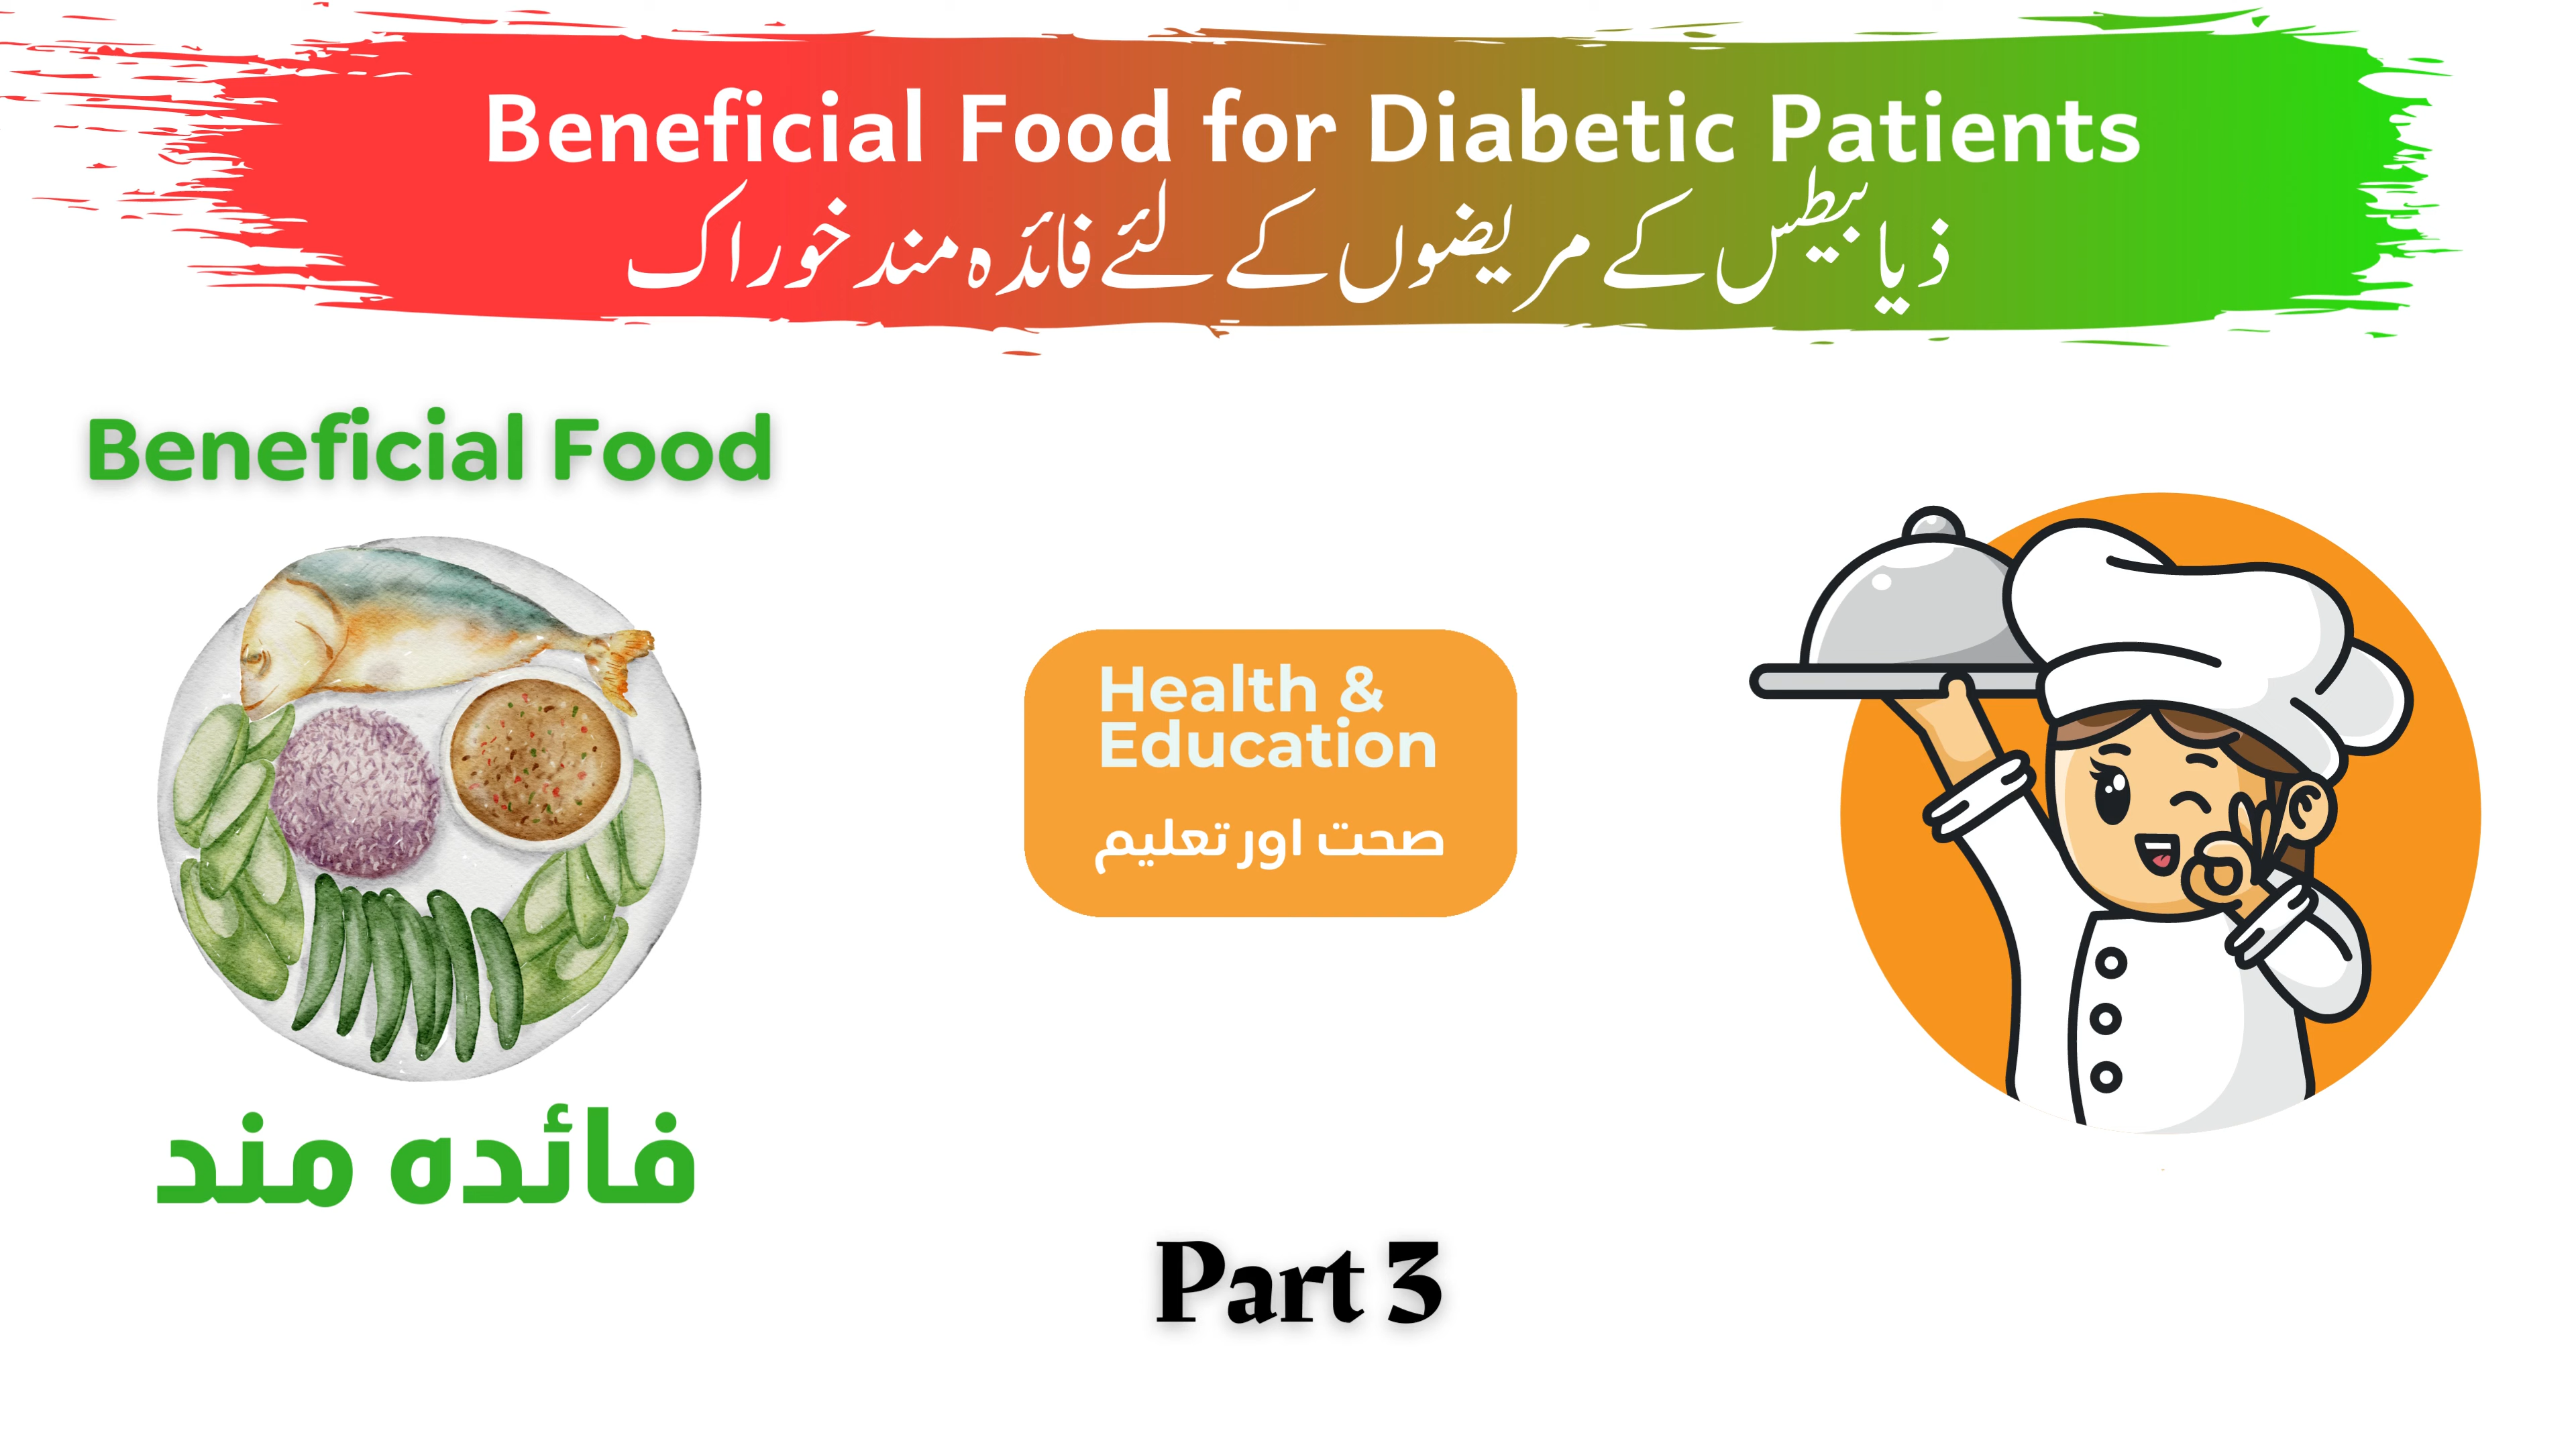 Beneficial Food for Diabetic Patients
ذیابیطس کے مریضوں کے لئے فائدہ مند خوراک
Beneficial Food
Health &
Education
صحت اور تعلیم
فائدہ مند
Part 3